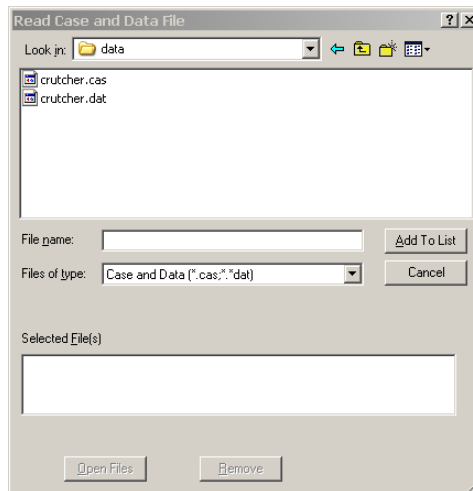 Read Case and Data File
Look in: data
crutcher.cas
crutcher.dat
File name: Add To List
Files of type: Case and Data (*.cas;*.*dat) Cancel
Selected File(s)
Open Files Remove